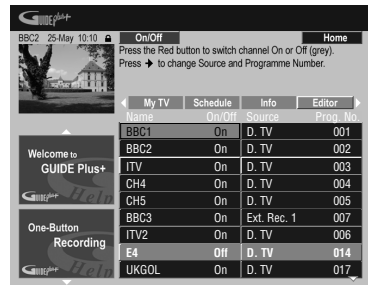 GUIDE Plus+
BBC2 25-May 10:10 On/Off Home
Press the Red button to switch channel On or Off (grey).
Press → to change Source and Programme Number.
My TV Schedule Info Editor
Name On/Off Source Prog. No.
BBC1 On D. TV 001
BBC2 On D. TV 002
ITV On D. TV 003
CH4 On D. TV 004
CH5 On D. TV 005
BBC3 On Ext. Rec. 1 007
ITV2 On D. TV 006
E4 Off D. TV 014
UKGOL On D. TV 017
Welcome to
GUIDE Plus+
GUIDE Plus+ Help
One-Button
Recording
GUIDE Plus+ Help